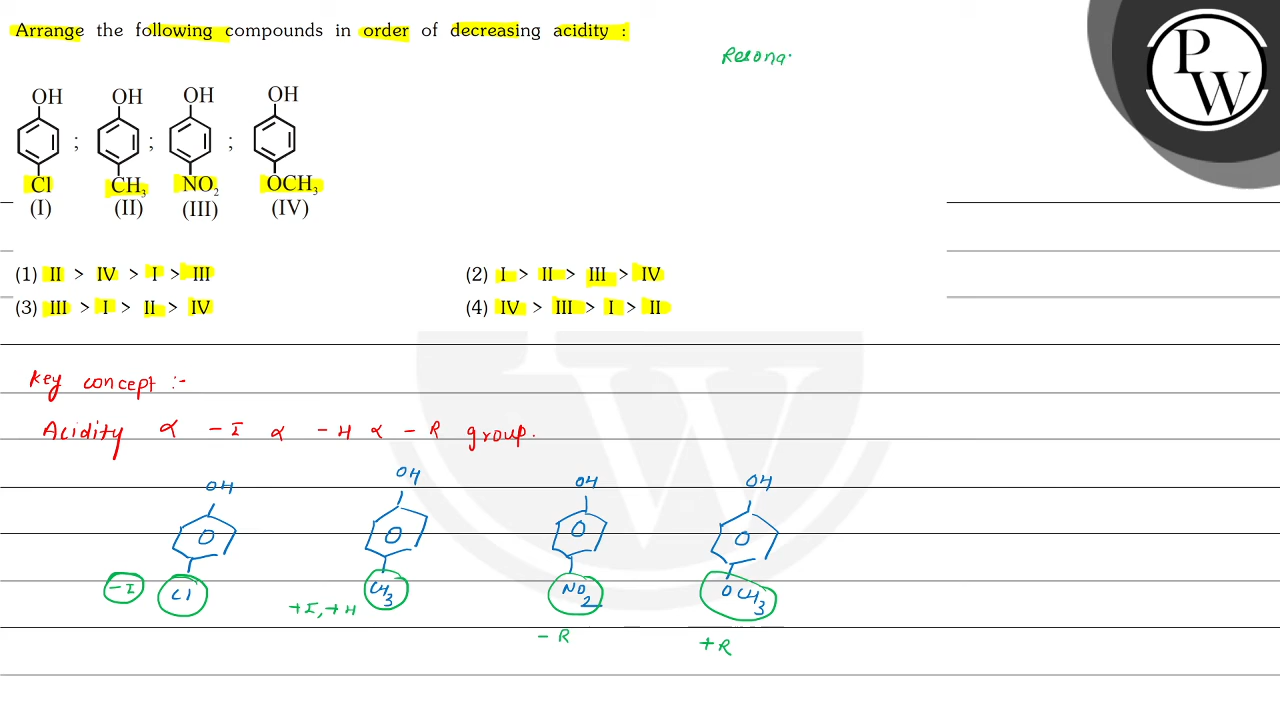 Arrange the following compounds in order of decreasing acidity :
Resona.
P
W
OH OH OH OH
; ; ;
Cl CH₃ NO₂ OCH₃
(I) (II) (III) (IV)
(1) II > IV > I > III (2) I > II > III > IV
(3) III > I > II > IV (4) IV > III > I > II
Key concept :-
Acidity α -I α -H α -R group.
OH OH OH OH
-I Cl CH₃ NO₂ OCH₃
+I, +H
-R +R